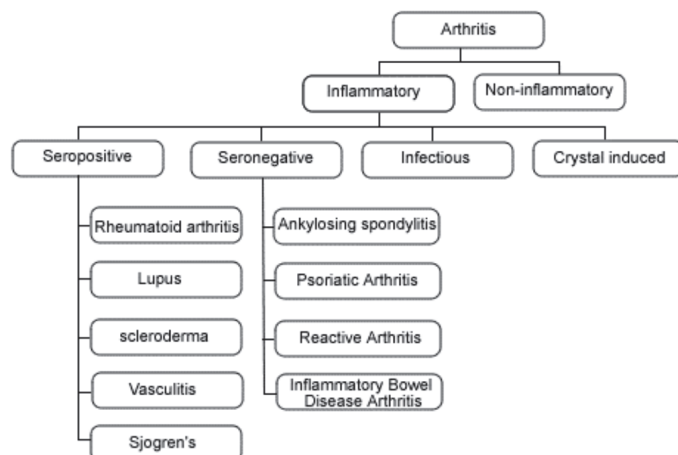 Arthritis
Inflammatory
Non-inflammatory
Seropositive
Seronegative
Infectious
Crystal induced
Rheumatoid arthritis
Lupus
scleroderma
Vasculitis
Sjogren's
Ankylosing spondylitis
Psoriatic Arthritis
Reactive Arthritis
Inflammatory Bowel
Disease Arthritis